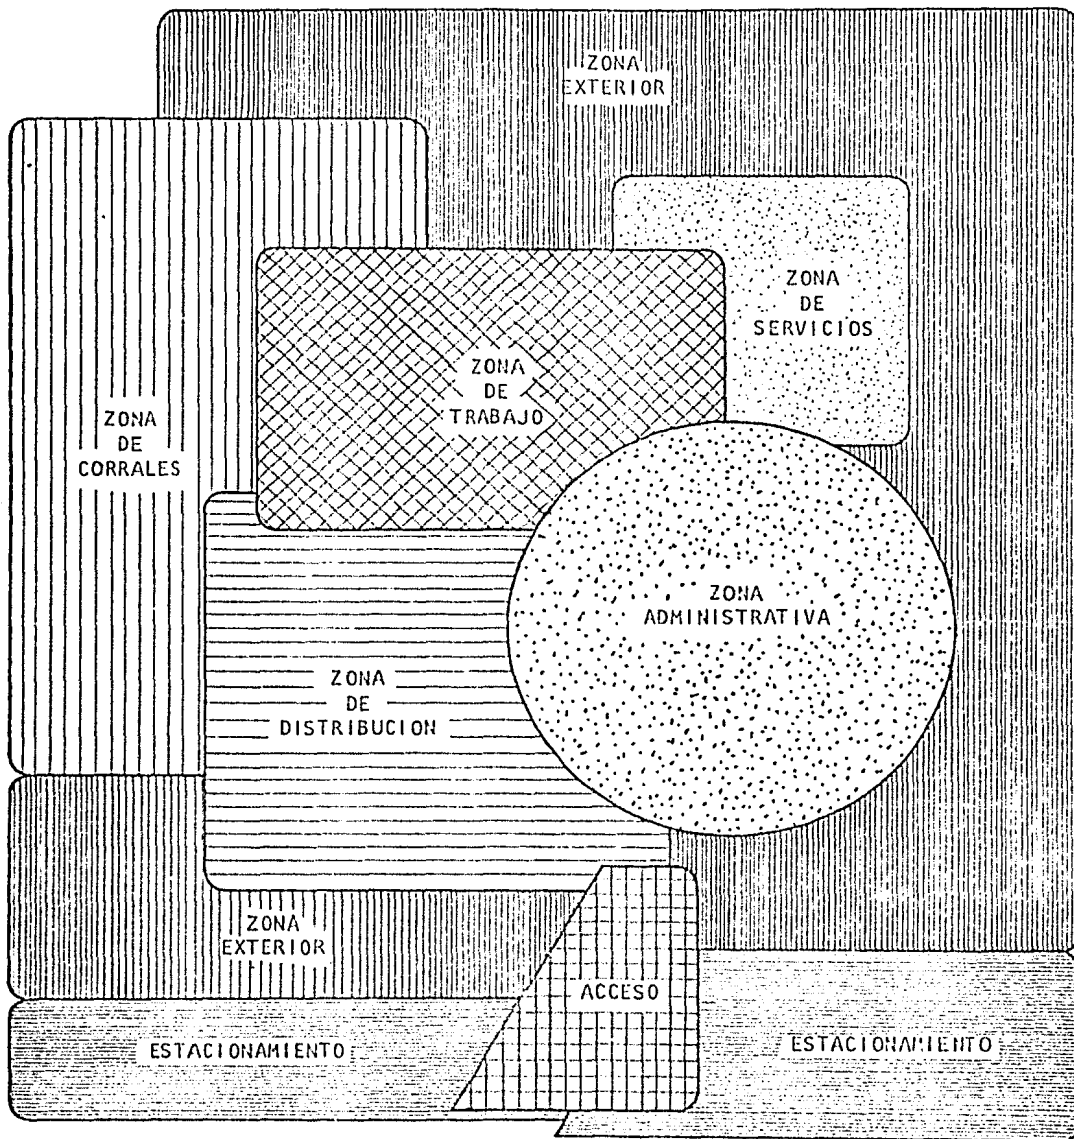 ZONA
EXTERIOR
ZONA
DE
SERVICIOS
ZONA
DE
TRABAJO
ZONA
DE
CORRALES
ZONA
ADMINISTRATIVA
ZONA
DE
DISTRIBUCION
ZONA
EXTERIOR
ACCESO
ESTACIONAMIENTO
ESTACIONAMIENTO